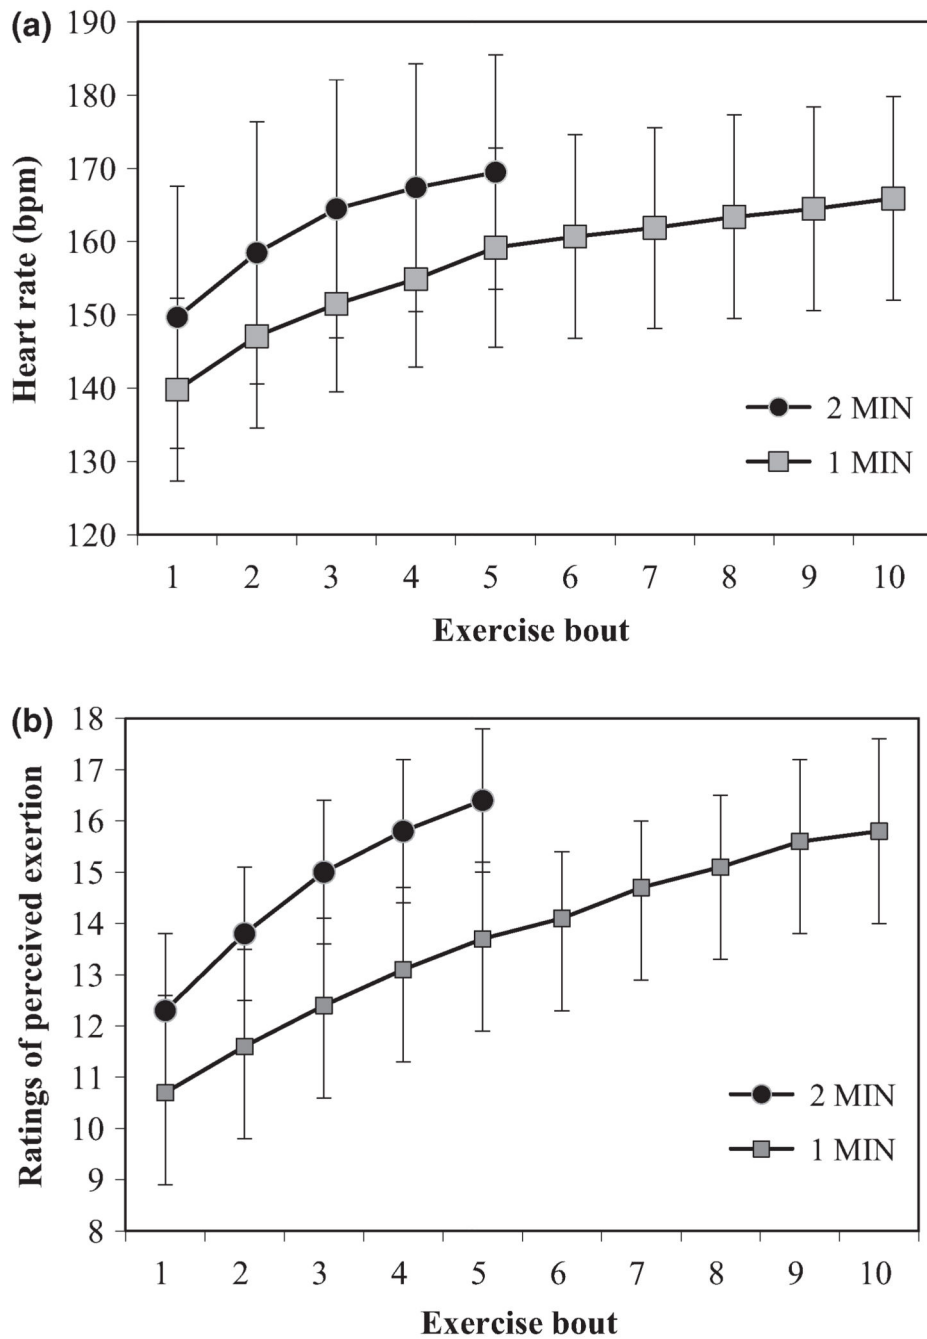 (a)
190
180
170
160
150
140
130
120
Heart rate (bpm)
2 MIN
1 MIN
1 2 3 4 5 6 7 8 9 10
Exercise bout
(b)
18
17
16
15
14
13
12
11
10
9
8
Ratings of perceived exertion
2 MIN
1 MIN
1 2 3 4 5 6 7 8 9 10
Exercise bout